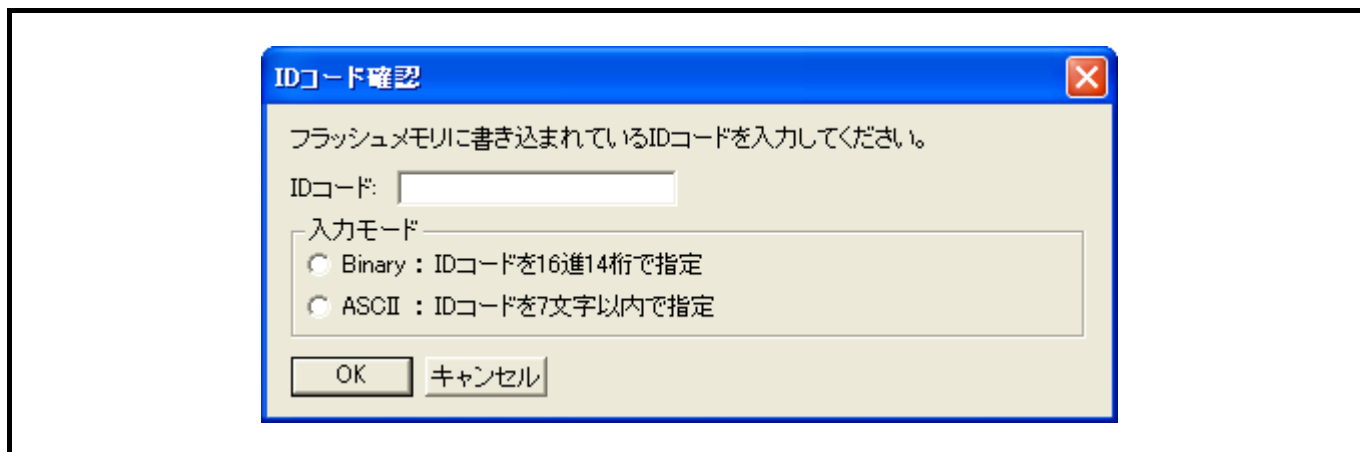 IDコード確認
フラッシュメモリに書き込まれているIDコードを入力してください。
IDコード:
入力モード
Binary : IDコードを16進14桁で指定
ASCII : IDコードを7文字以内で指定
OK キャンセル